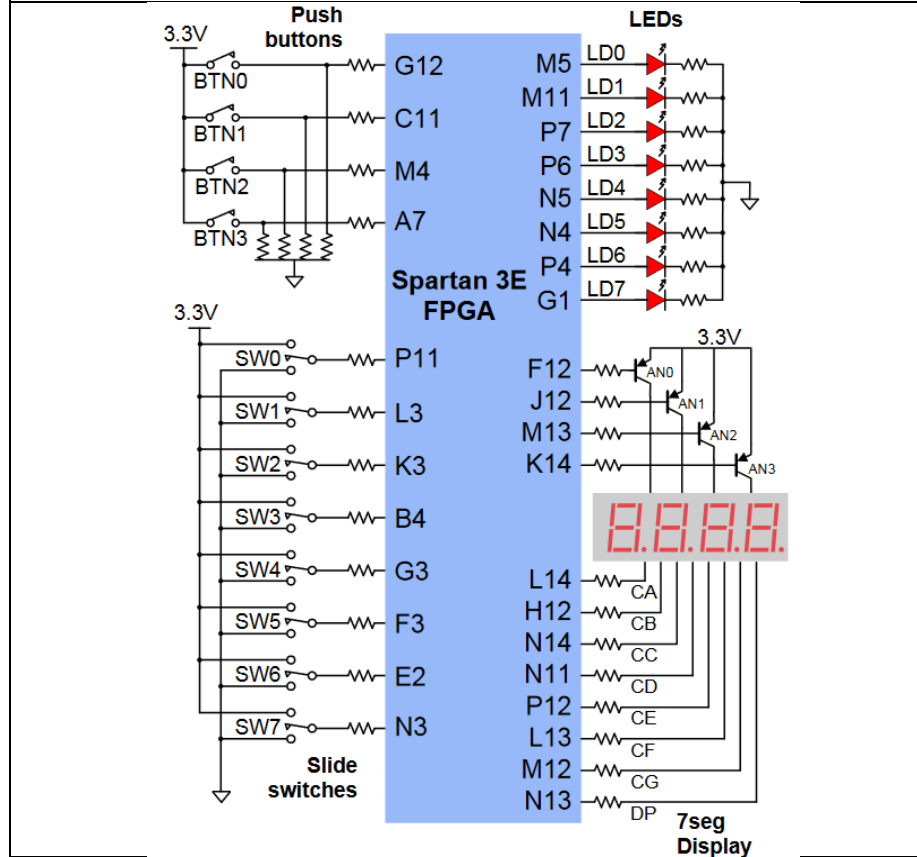 Push
buttons
3.3V
BTN0
G12
BTN1
C11
BTN2
M4
BTN3
A7
LEDs
M5 LD0
M11 LD1
P7 LD2
P6 LD3
N5 LD4
N4 LD5
P4 LD6
G1 LD7
Spartan 3E
FPGA
3.3V
SW0 P11
SW1 L3
SW2 K3
SW3 B4
SW4 G3
SW5 F3
SW6 E2
SW7 N3
Slide
switches
3.3V
F12 AN0
J12 AN1
M13 AN2
K14 AN3
8.8.8.8.
L14 CA
H12 CB
N14 CC
N11 CD
P12 CE
L13 CF
M12 CG
N13 DP
7seg
Display